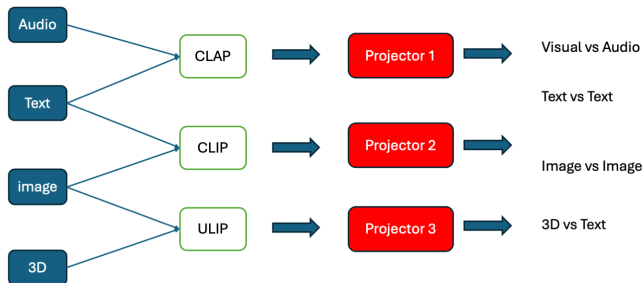 Audio
Text
image
3D
CLAP
CLIP
ULIP
Projector 1
Projector 2
Projector 3
Visual vs Audio
Text vs Text
Image vs Image
3D vs Text